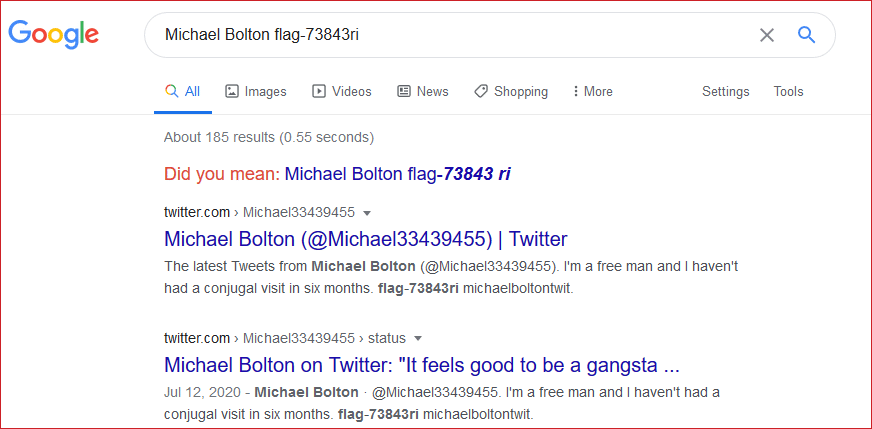 Google
Michael Bolton flag-73843ri
All Images Videos News Shopping More Settings Tools
About 185 results (0.55 seconds)
Did you mean: Michael Bolton flag-73843 ri
twitter.com › Michael33439455
Michael Bolton (@Michael33439455) | Twitter
The latest Tweets from Michael Bolton (@Michael33439455). I'm a free man and I haven't
had a conjugal visit in six months. flag-73843ri michaelboltontwit.
twitter.com › Michael33439455 › status
Michael Bolton on Twitter: "It feels good to be a gangsta ...
Jul 12, 2020 - Michael Bolton · @Michael33439455. I'm a free man and I haven't had a
conjugal visit in six months. flag-73843ri michaelboltontwit.